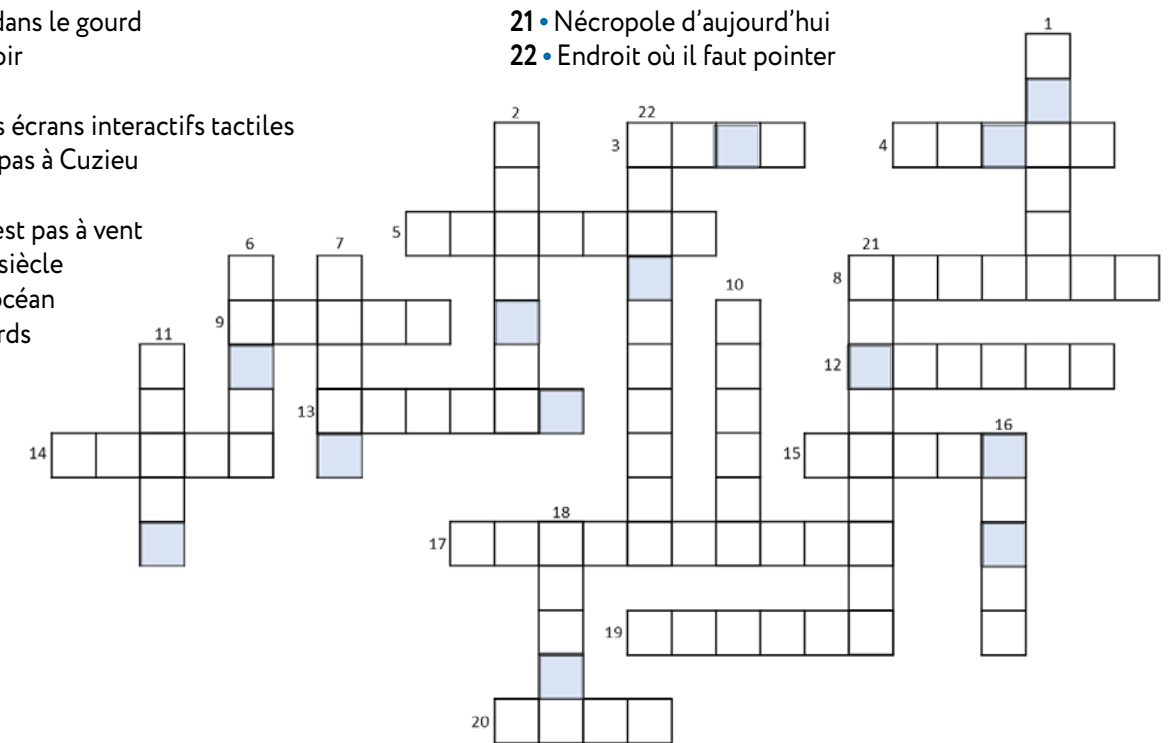 dans le gourd
oir
s écrans interactifs tactiles
pas à Cuzieu
est pas à vent
siècle
océan
rds
21 • Nécropole d’aujourd’hui
22 • Endroit où il faut pointer
1
2
22
3
4
5
6
7
21
8
10
9
11
12
13
16
14
15
18
17
19
20